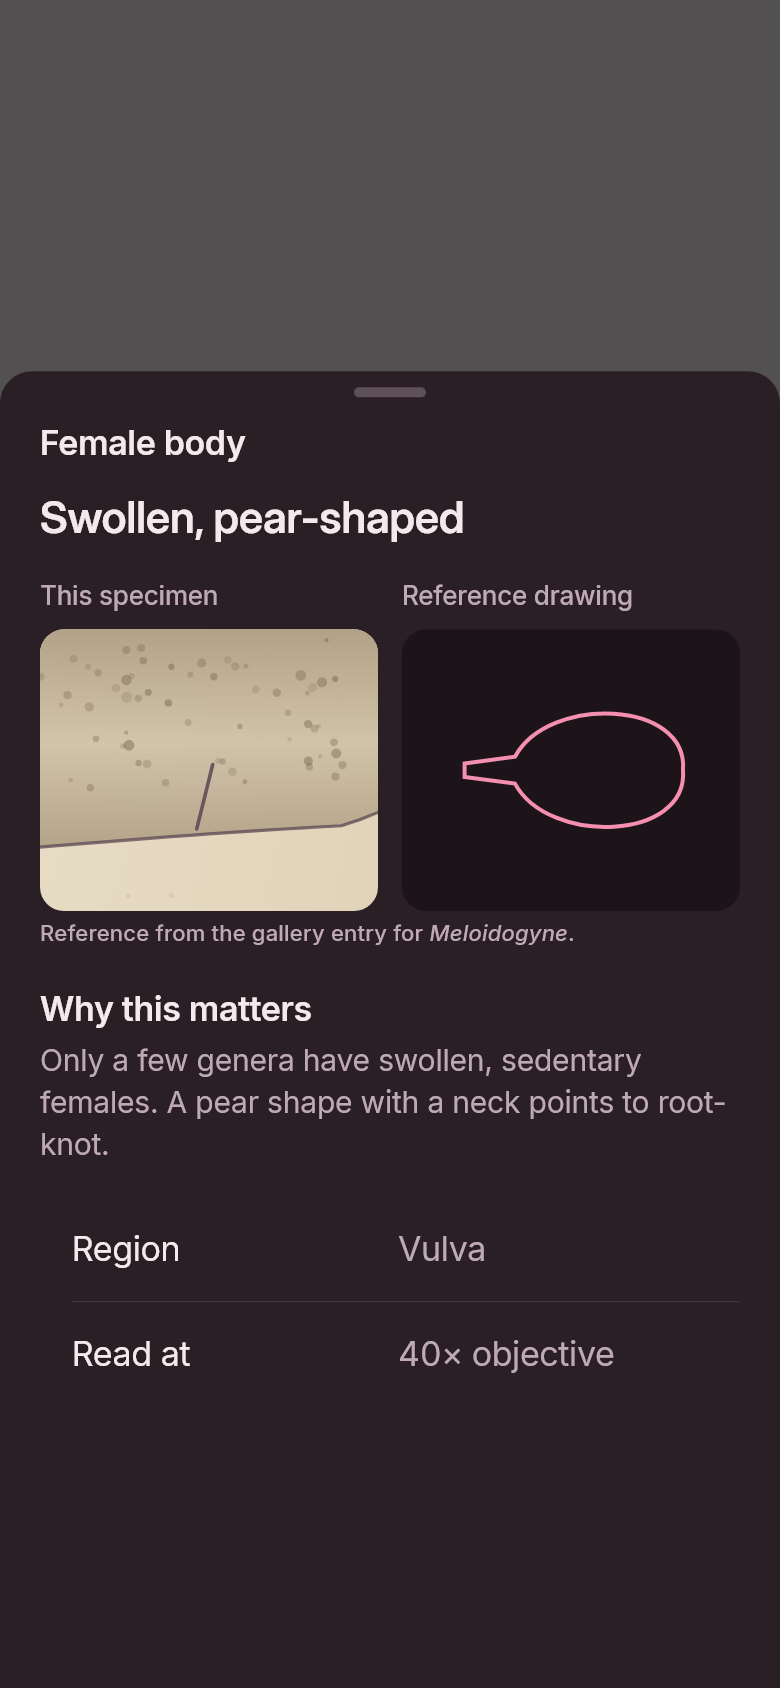 Female body
Swollen, pear-shaped
This specimen
Reference drawing
Reference from the gallery entry for Meloidogyne.
Why this matters
Only a few genera have swollen, sedentary
females. A pear shape with a neck points to root-
knot.
Region
Vulva
Read at
40× objective